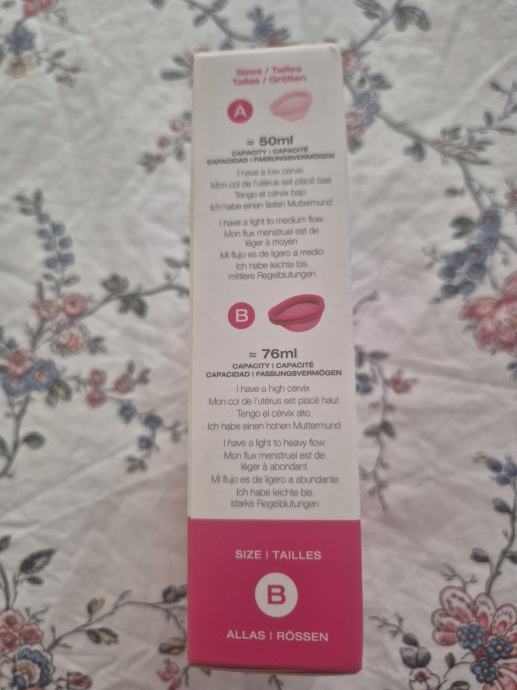 Sizes / Tailles
Tallas / Größen
A
≈ 50ml
CAPACITY | CAPACITÉ
CAPACIDAD | FASSUNGSVERMÖGEN
I have a low cervix
Mon col de l'utérus est placé bas
Tengo el cérvix bajo
Ich habe einen tiefen Muttermund
I have a light to medium flow
Mon flux menstruel est de
léger à moyen
Mi flujo es de ligero a medio
Ich habe leichte bis
mittlere Regelblutungen
B
≈ 76ml
CAPACITY | CAPACITÉ
CAPACIDAD | FASSUNGSVERMÖGEN
I have a high cervix
Mon col de l'utérus est placé haut
Tengo el cérvix alto
Ich habe einen hohen Muttermund
I have a light to heavy flow
Mon flux menstruel est de
léger à abondant
Mi flujo es de ligero a abundante
Ich habe leichte bis
starke Regelblutungen
SIZE | TAILLES
B
ALLAS | RÖSSEN